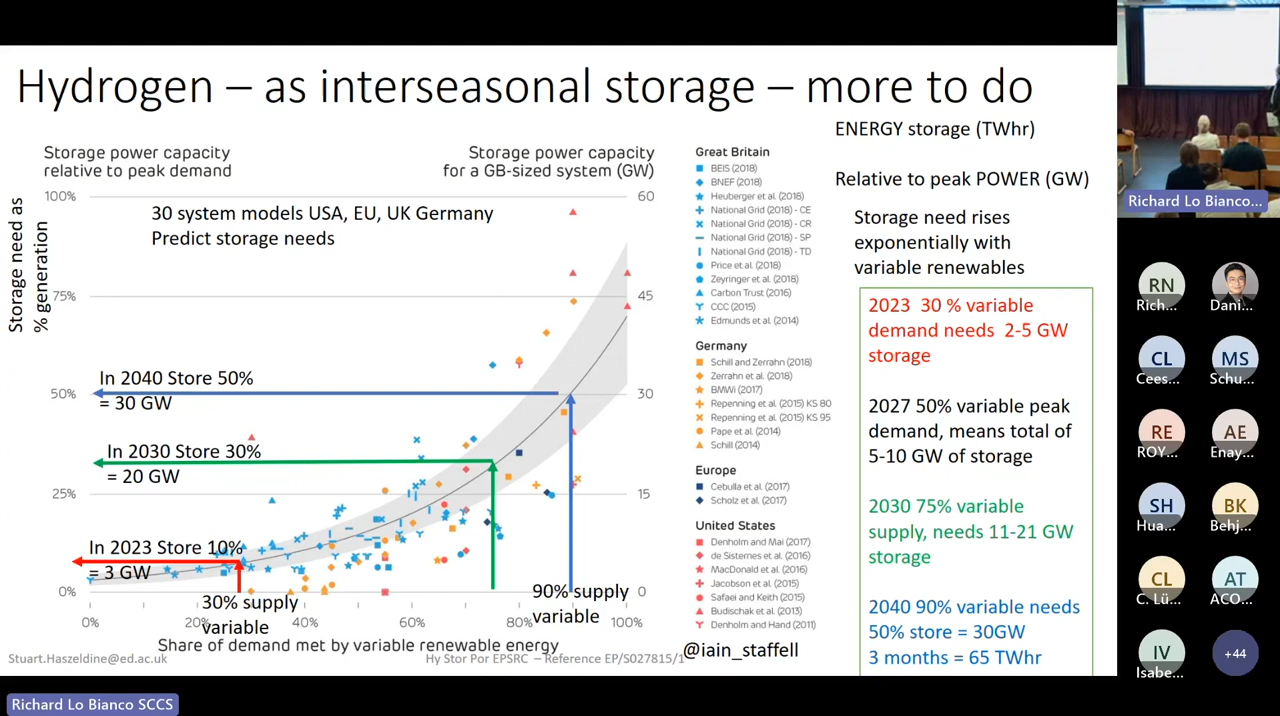 Hydrogen – as interseasonal storage – more to do
ENERGY storage (TWhr)
Relative to peak POWER (GW)
Storage need rises
exponentially with
variable renewables
2023 30 % variable
demand needs 2-5 GW
storage
2027 50% variable peak
demand, means total of
5-10 GW of storage
2030 75% variable
supply, needs 11-21 GW
storage
2040 90% variable needs
50% store = 30GW
3 months = 65 TWhr
Storage power capacity
relative to peak demand
Storage power capacity
for a GB-sized system (GW)
Storage need as
% generation
30 system models USA, EU, UK Germany
Predict storage needs
100%
75%
50%
25%
0%
60
45
30
15
0
In 2040 Store 50%
= 30 GW
In 2030 Store 30%
= 20 GW
In 2023 Store 10%
= 3 GW
30% supply
variable
90% supply
variable
0%
20%
40%
60%
80%
100%
Share of demand met by variable renewable energy
Great Britain
BEIS (2018)
BNEF (2018)
Heuberger et al. (2018)
National Grid (2018) - CE
National Grid (2018) - CR
National Grid (2018) - SP
National Grid (2018) - TD
Price et al. (2018)
Zeyringer et al. (2018)
Carbon Trust (2016)
CCC (2015)
Edmunds et al. (2014)
Germany
Schill and Zerrahn (2018)
Zerrahn et al. (2018)
BMWi (2017)
Repenning et al. (2015) KS 80
Repenning et al. (2015) KS 95
Pape et al. (2014)
Schill (2014)
Europe
Cebulla et al. (2017)
Scholz et al. (2017)
United States
Denholm and Mai (2017)
de Sisternes et al. (2016)
MacDonald et al. (2016)
Jacobson et al. (2015)
Safaei and Keith (2015)
Budischak et al. (2013)
Denholm and Hand (2011)
@iain_staffell
Stuart.Haszeldine@ed.ac.uk
Hy Stor Por EPSRC – Reference EP/S027815/1
Richard Lo Bianco SCCS
Richard Lo Bianco...
RN
Rich...
Dani...
CL
Cees...
MS
Schu...
RE
ROY...
AE
Enay...
SH
Hua...
BK
Behj...
CL
C. Lü...
AT
ACO...
IV
Isabe...
+44